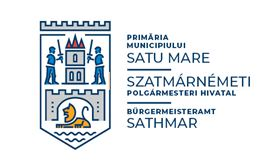 PRIMĂRIA
MUNICIPIULUI
SATU MARE
SZATMÁRNÉMETI
POLGÁRMESTERI HIVATAL
BÜRGERMEISTERAMT
SATHMAR